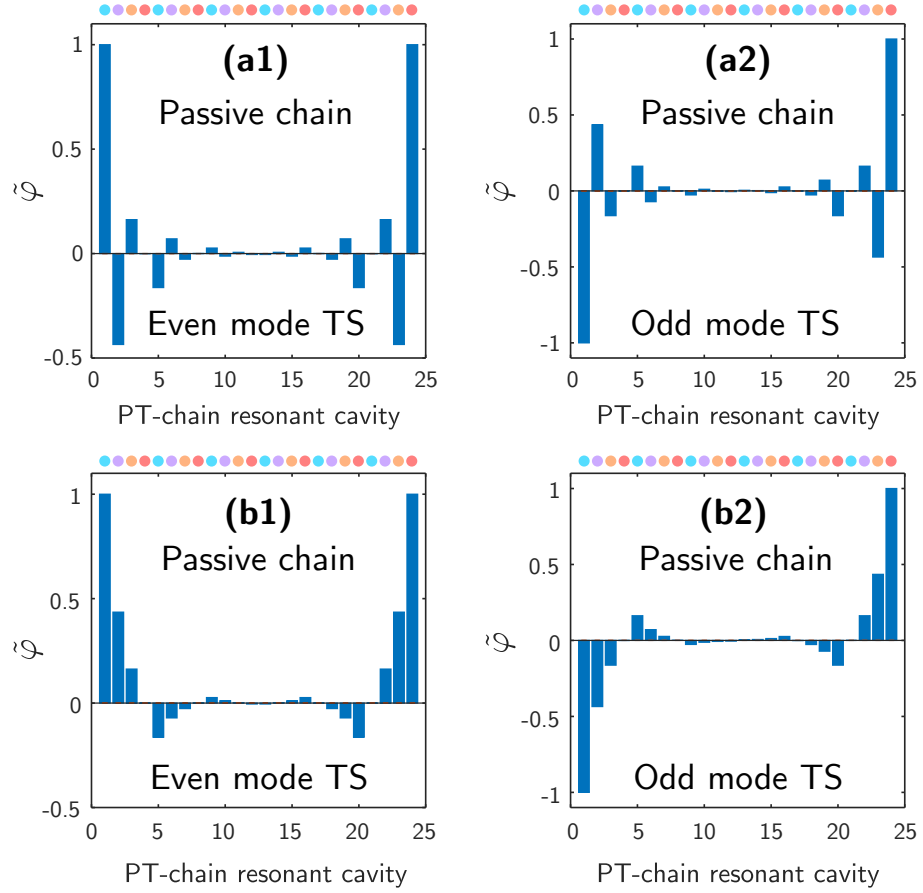 (a1)
Passive chain
Even mode TS
φ̃
1
0.5
0
-0.5
0 5 10 15 20 25
PT-chain resonant cavity
(a2)
Passive chain
Odd mode TS
φ̃
1
0.5
0
-0.5
-1
0 5 10 15 20 25
PT-chain resonant cavity
(b1)
Passive chain
Even mode TS
φ̃
1
0.5
0
-0.5
0 5 10 15 20 25
PT-chain resonant cavity
(b2)
Passive chain
Odd mode TS
φ̃
1
0.5
0
-0.5
-1
0 5 10 15 20 25
PT-chain resonant cavity